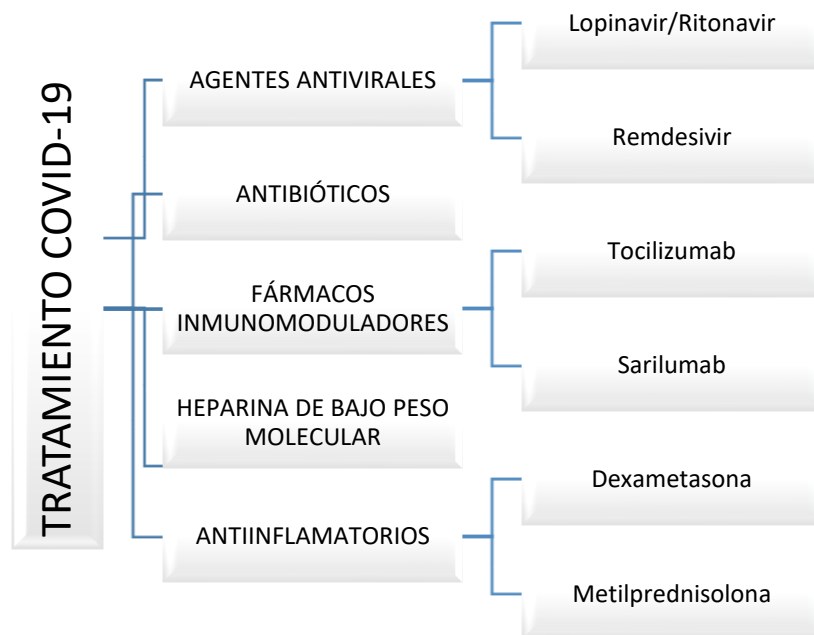 TRATAMIENTO COVID-19
AGENTES ANTIVIRALES
Lopinavir/Ritonavir
Remdesivir
ANTIBIÓTICOS
FÁRMACOS
INMUNOMODULADORES
Tocilizumab
Sarilumab
HEPARINA DE BAJO PESO
MOLECULAR
ANTIINFLAMATORIOS
Dexametasona
Metilprednisolona